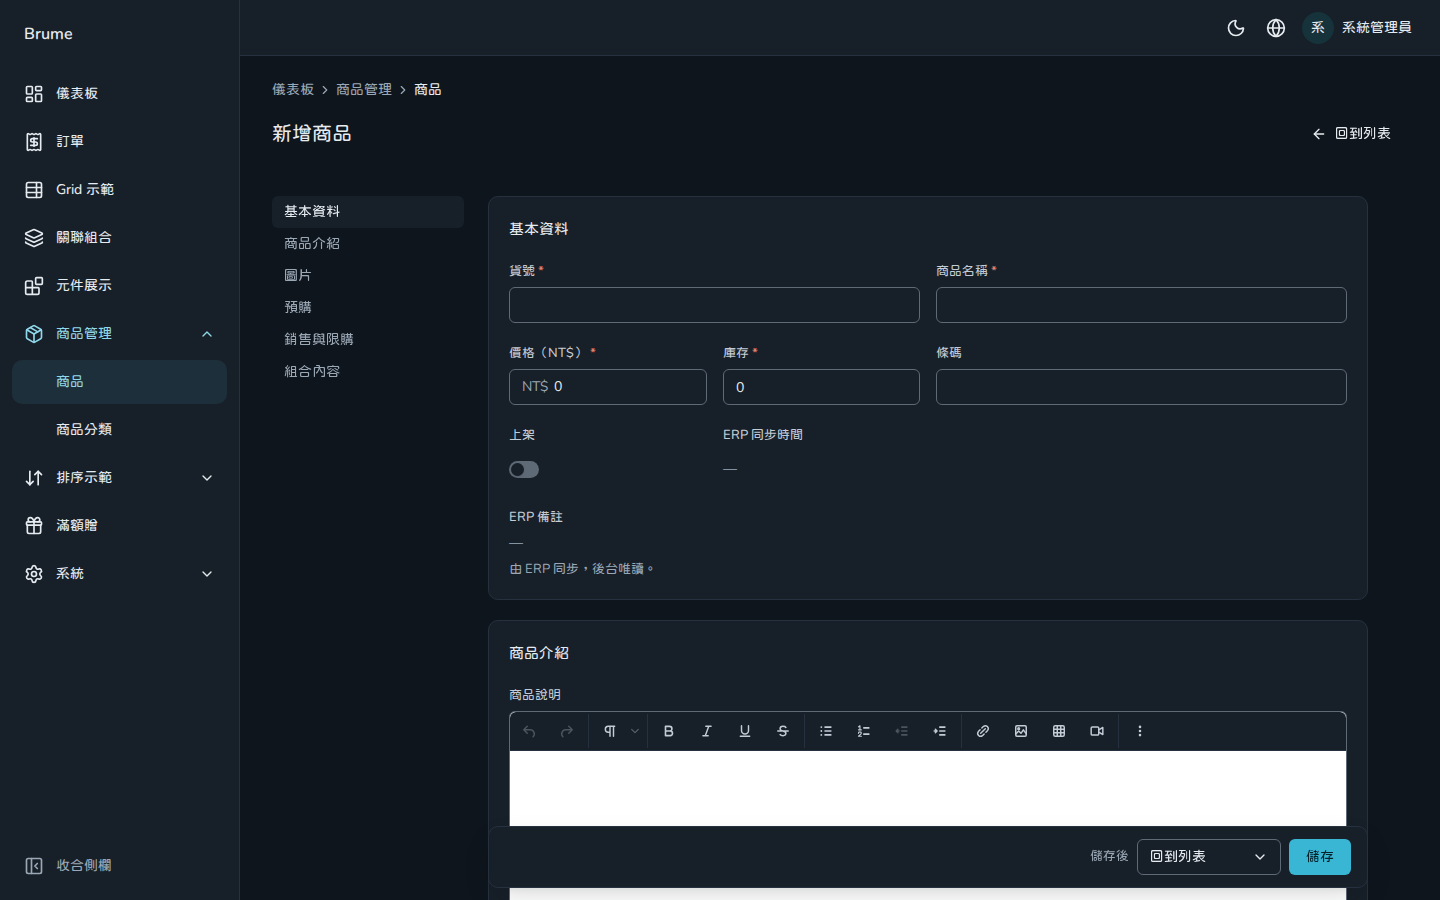 Brume
系 系統管理員
儀表板
訂單
Grid 示範
關聯組合
元件展示
商品管理
商品
商品分類
排序示範
滿額贈
系統
收合側欄
儀表板 > 商品管理 > 商品
新增商品
回到列表
基本資料
商品介紹
圖片
預購
銷售與限購
組合內容
基本資料
貨號 *
商品名稱 *
價格（NT$） *
庫存 *
條碼
NT$ 0
0
上架
ERP 同步時間
—
ERP 備註
—
由 ERP 同步，後台唯讀。
商品介紹
商品說明
儲存後 回到列表 儲存